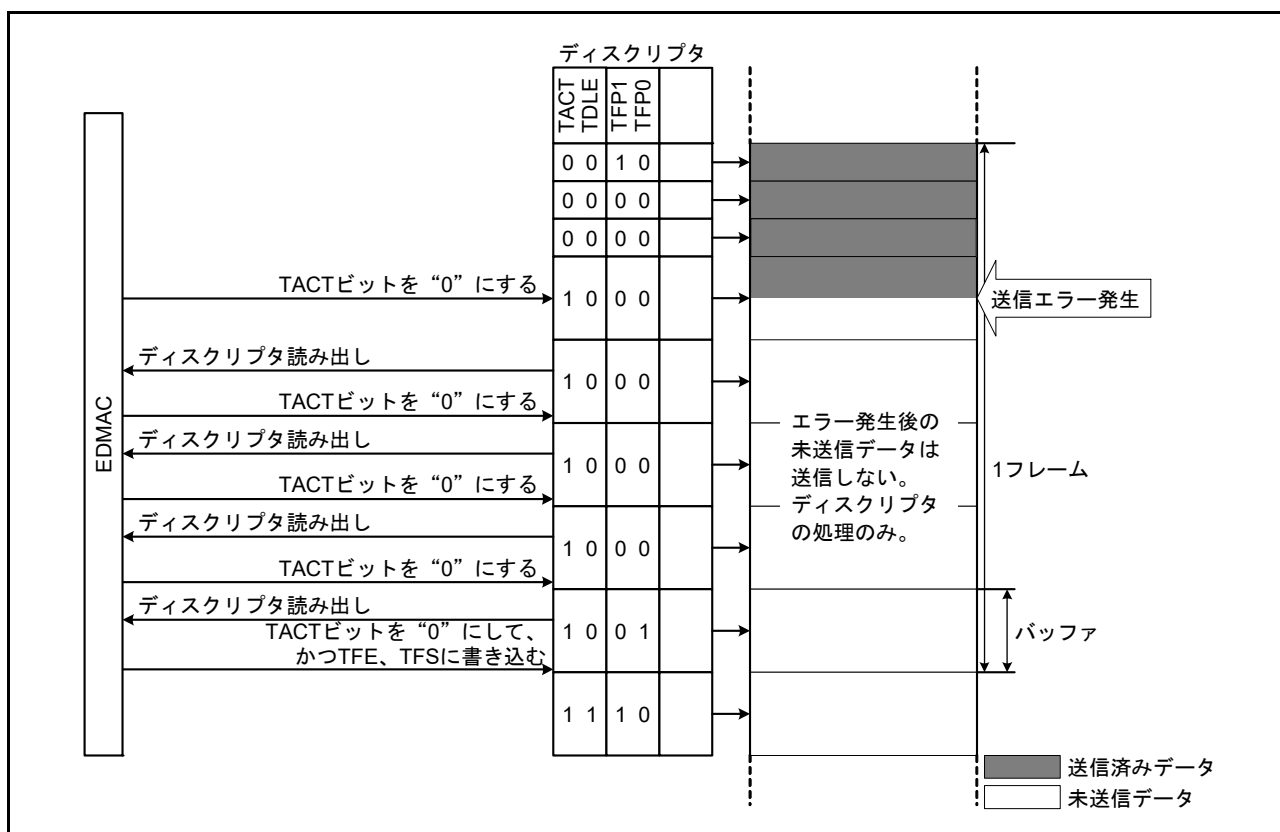 ディスクリプタ
TACT
TDLE
TFP1
TFP0
0 0 1 0
0 0 0 0
0 0 0 0
TACTビットを“0”にする
1 0 0 0
送信エラー発生
ディスクリプタ読み出し
1 0 0 0
TACTビットを“0”にする
EDMAC
ディスクリプタ読み出し
1 0 0 0
エラー発生後の
未送信データは
送信しない。
ディスクリプタ
の処理のみ。
1フレーム
TACTビットを“0”にする
ディスクリプタ読み出し
1 0 0 0
TACTビットを“0”にする
ディスクリプタ読み出し
1 0 0 1
バッファ
TACTビットを“0”にして、
かつTFE、TFSに書き込む
1 1 1 0
送信済みデータ
未送信データ